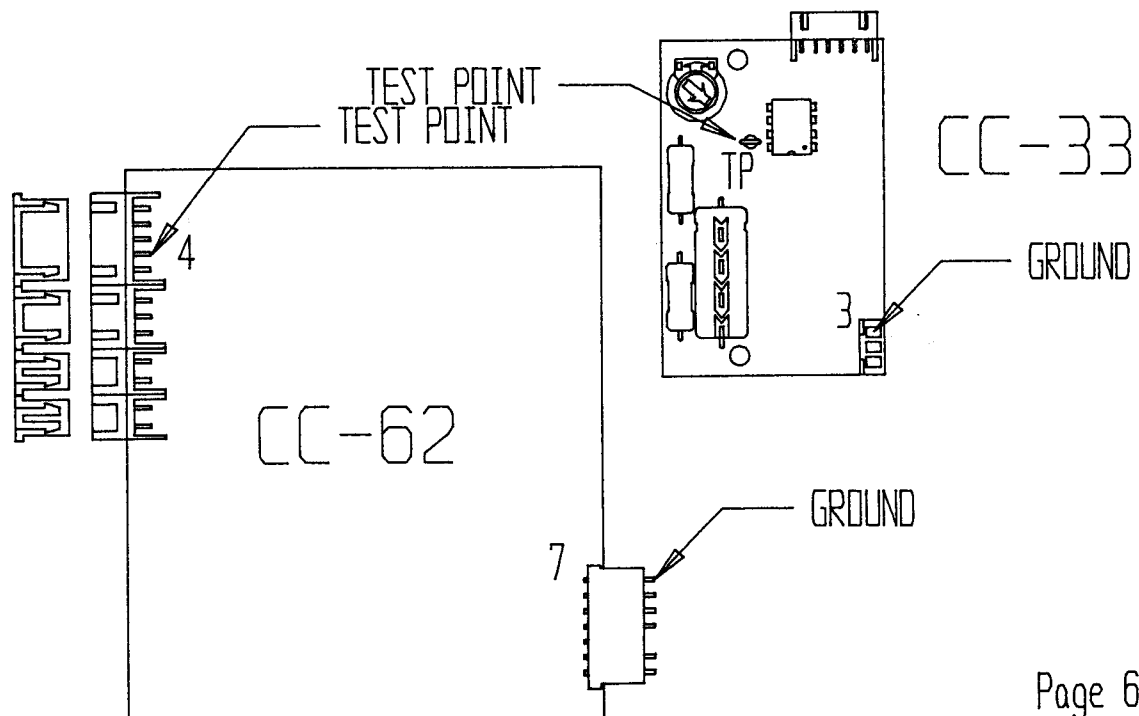 TEST POINT
TEST POINT
CC-33
TP
4
GROUND
3
CC-62
GROUND
7
Page 6